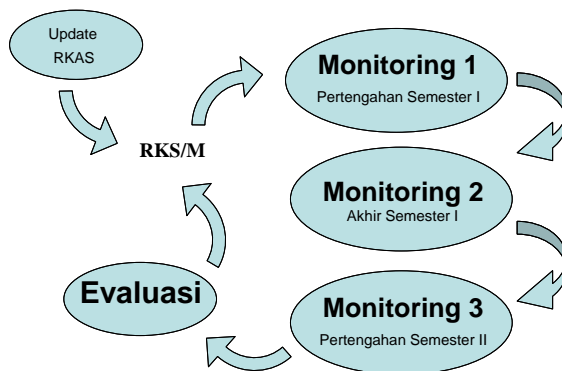 Update
RKAS
RKS/M
Monitoring 1
Pertengahan Semester I
Monitoring 2
Akhir Semester I
Monitoring 3
Pertengahan Semester II
Evaluasi